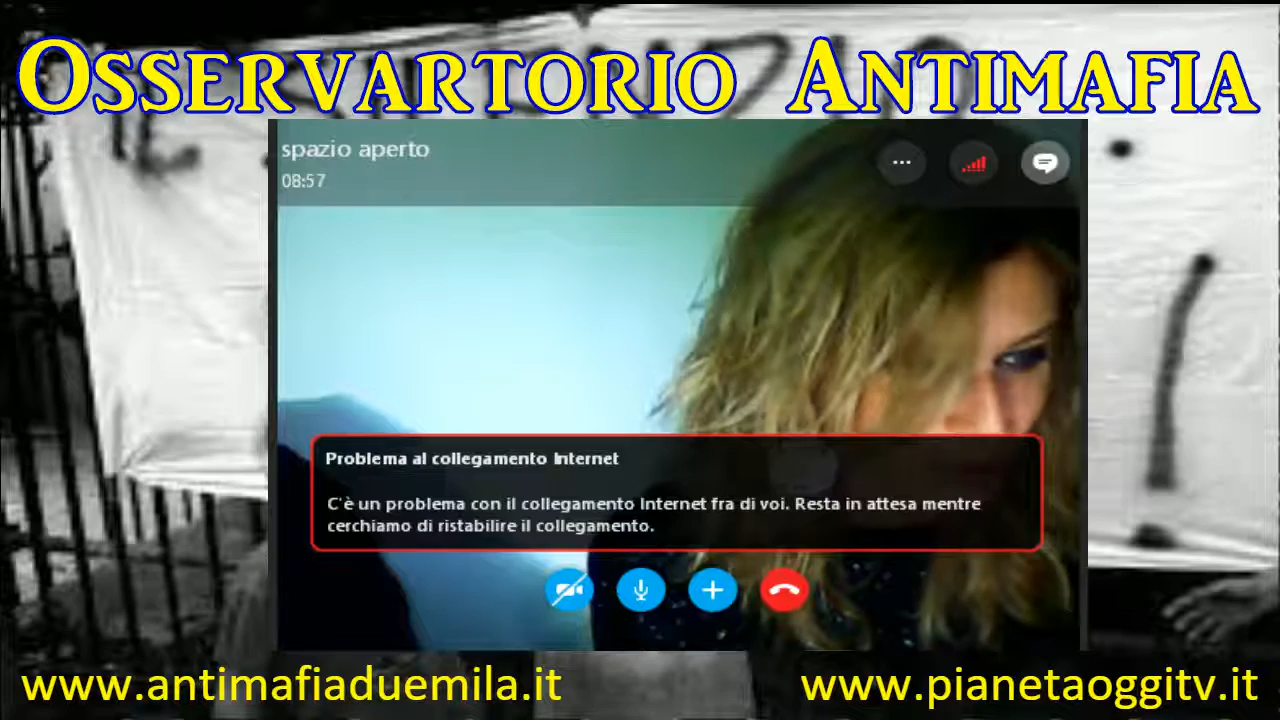 OSSERVARTORIO ANTIMAFIA
spazio aperto
08:57
Problema al collegamento Internet
C'è un problema con il collegamento Internet fra di voi. Resta in attesa mentre
cerchiamo di ristabilire il collegamento.
www.antimafiaduemila.it www.pianetaoggitv.it